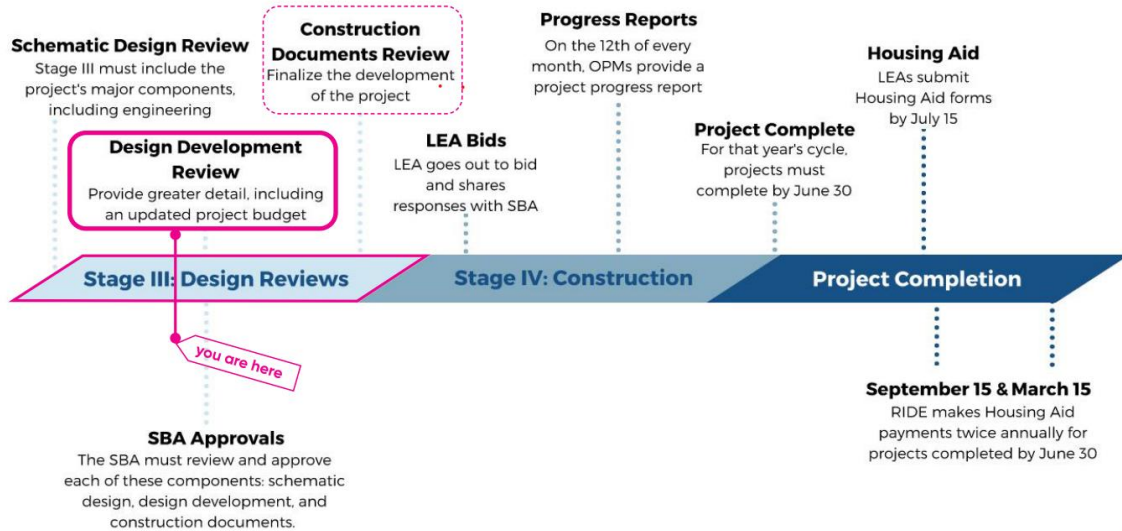 Schematic Design Review
Stage III must include the
project's major components,
including engineering
Construction
Documents Review
Finalize the development
of the project
Progress Reports
On the 12th of every
month, OPMs provide a
project progress report
Housing Aid
LEAs submit
Housing Aid forms
by July 15
Design Development
Review
Provide greater detail, including
an updated project budget
LEA Bids
LEA goes out to bid
and shares
responses with SBA
Project Complete
For that year's cycle,
projects must
complete by June 30
Stage III: Design Reviews
Stage IV: Construction
Project Completion
you are here
SBA Approvals
The SBA must review and approve
each of these components: schematic
design, design development, and
construction documents.
September 15 & March 15
RIDE makes Housing Aid
payments twice annually for
projects completed by June 30